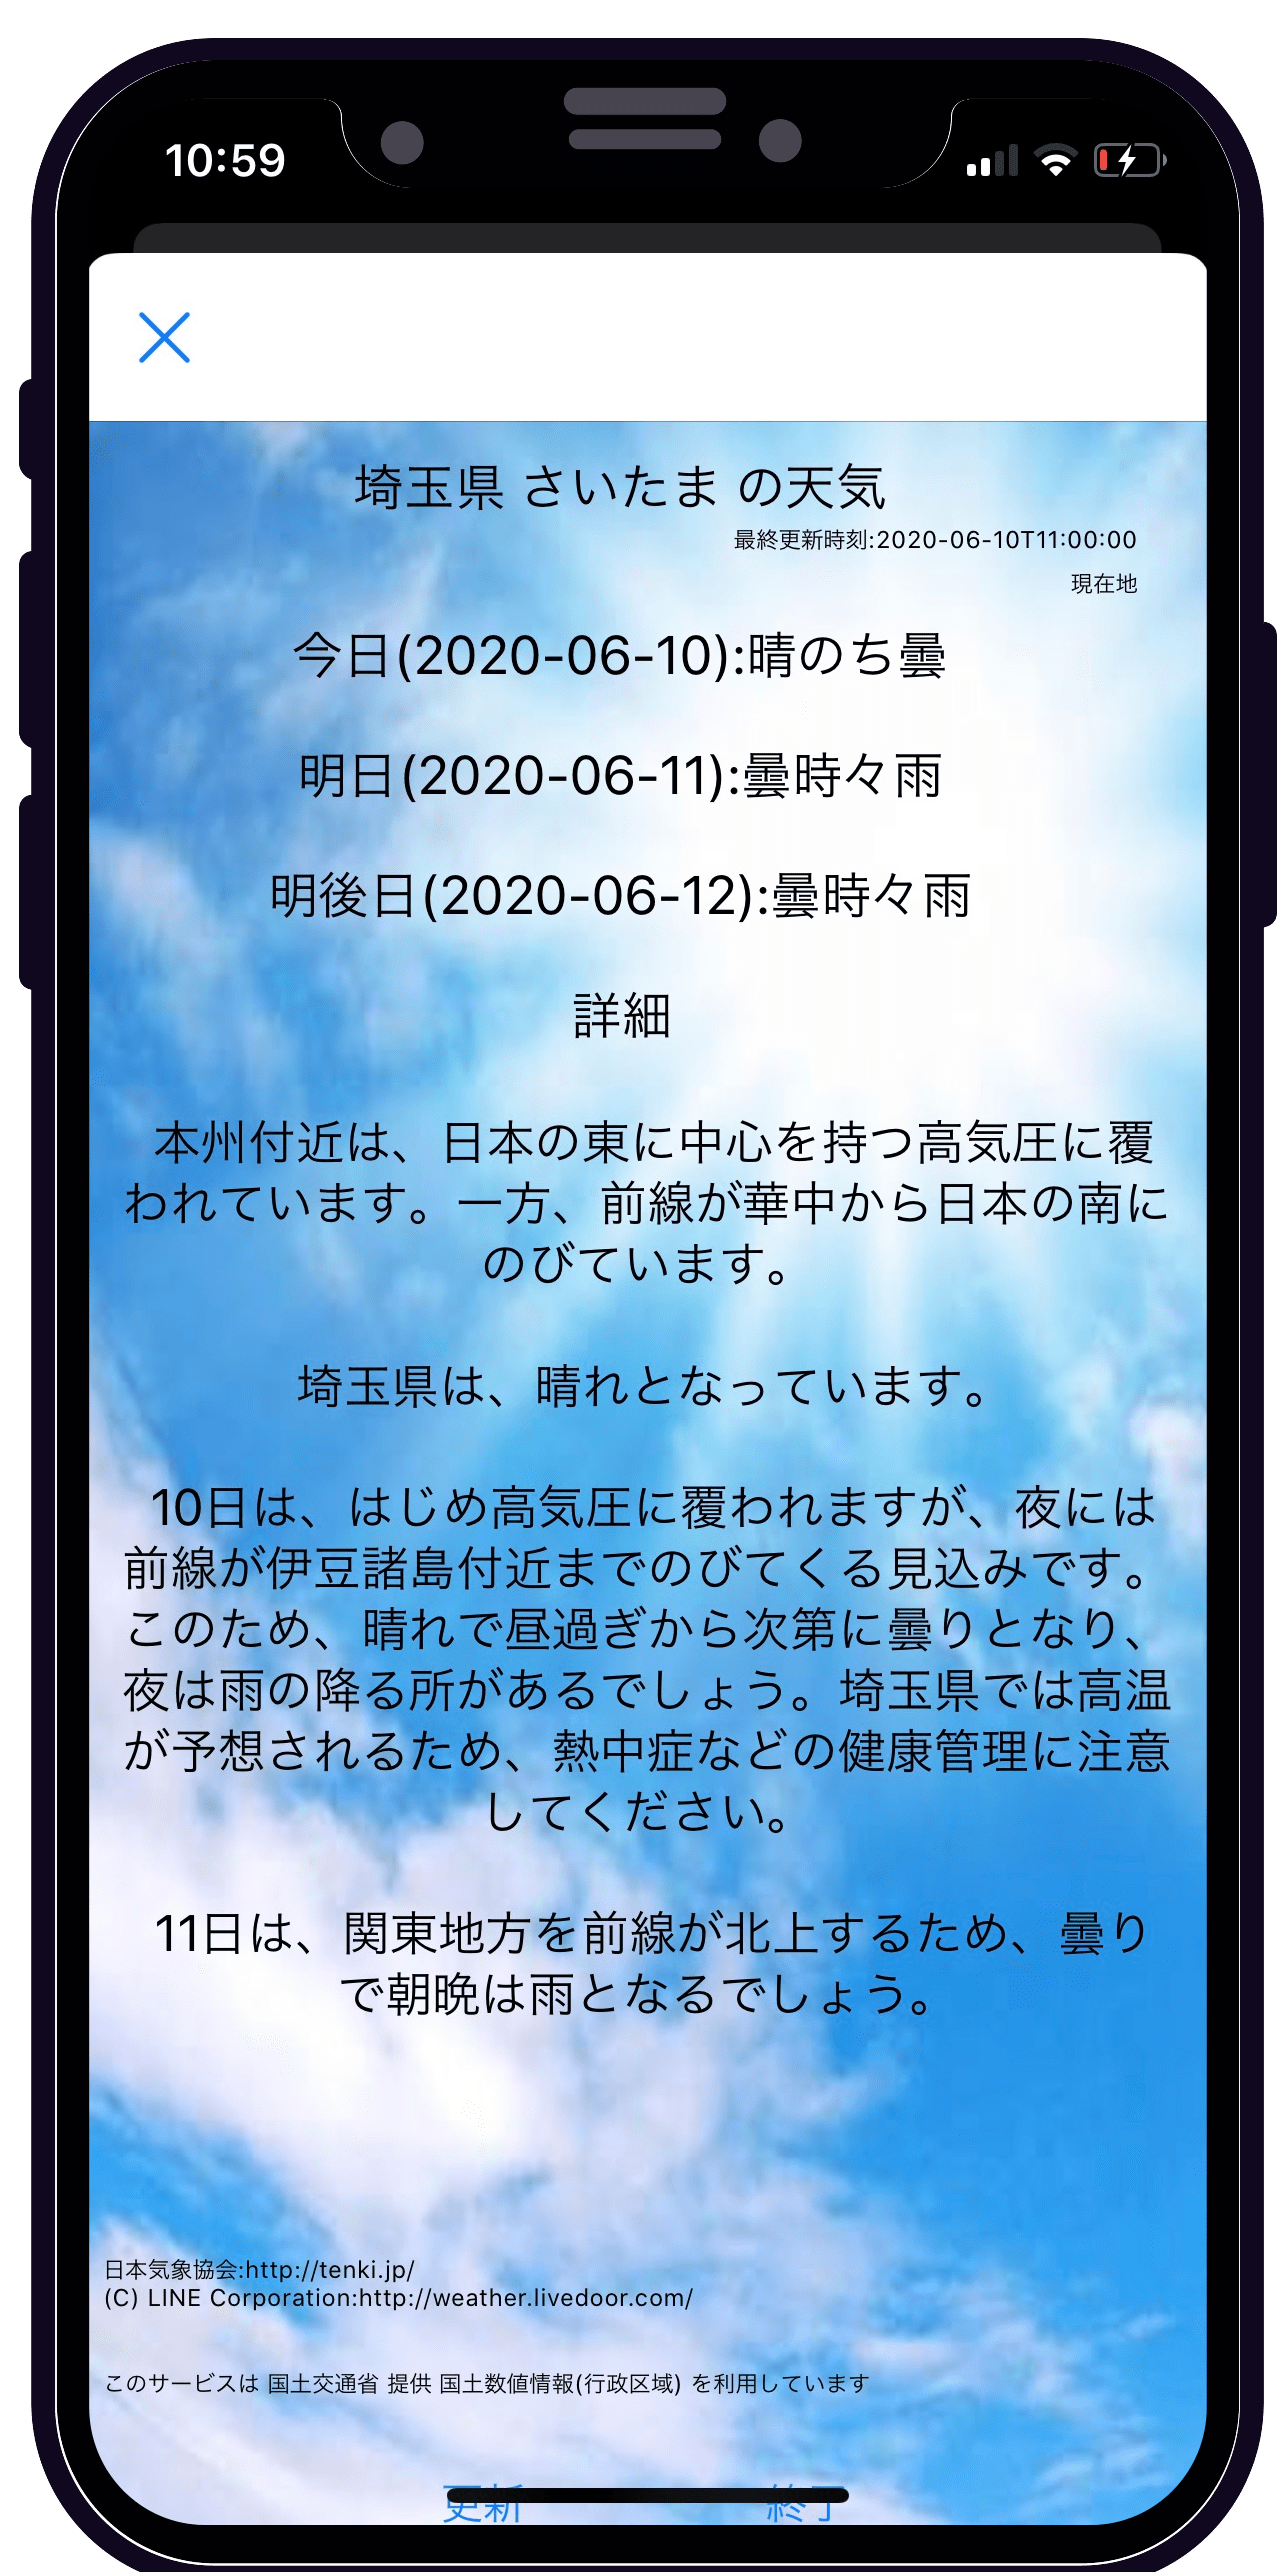 10:59
埼玉県 さいたま の天気
最終更新時刻:2020-06-10T11:00:00
現在地
今日(2020-06-10):晴のち曇
明日(2020-06-11):曇時々雨
明後日(2020-06-12):曇時々雨
詳細
本州付近は、日本の東に中心を持つ高気圧に覆
われています。一方、前線が華中から日本の南に
のびています。
埼玉県は、晴れとなっています。
10日は、はじめ高気圧に覆われますが、夜には
前線が伊豆諸島付近までのびてくる見込みです。
このため、晴れで昼過ぎから次第に曇りとなり、
夜は雨の降る所があるでしょう。埼玉県では高温
が予想されるため、熱中症などの健康管理に注意
してください。
11日は、関東地方を前線が北上するため、曇り
で朝晩は雨となるでしょう。
日本気象協会:http://tenki.jp/
(C) LINE Corporation:http://weather.livedoor.com/
このサービスは 国土交通省 提供 国土数値情報(行政区域) を利用しています
更新 終了